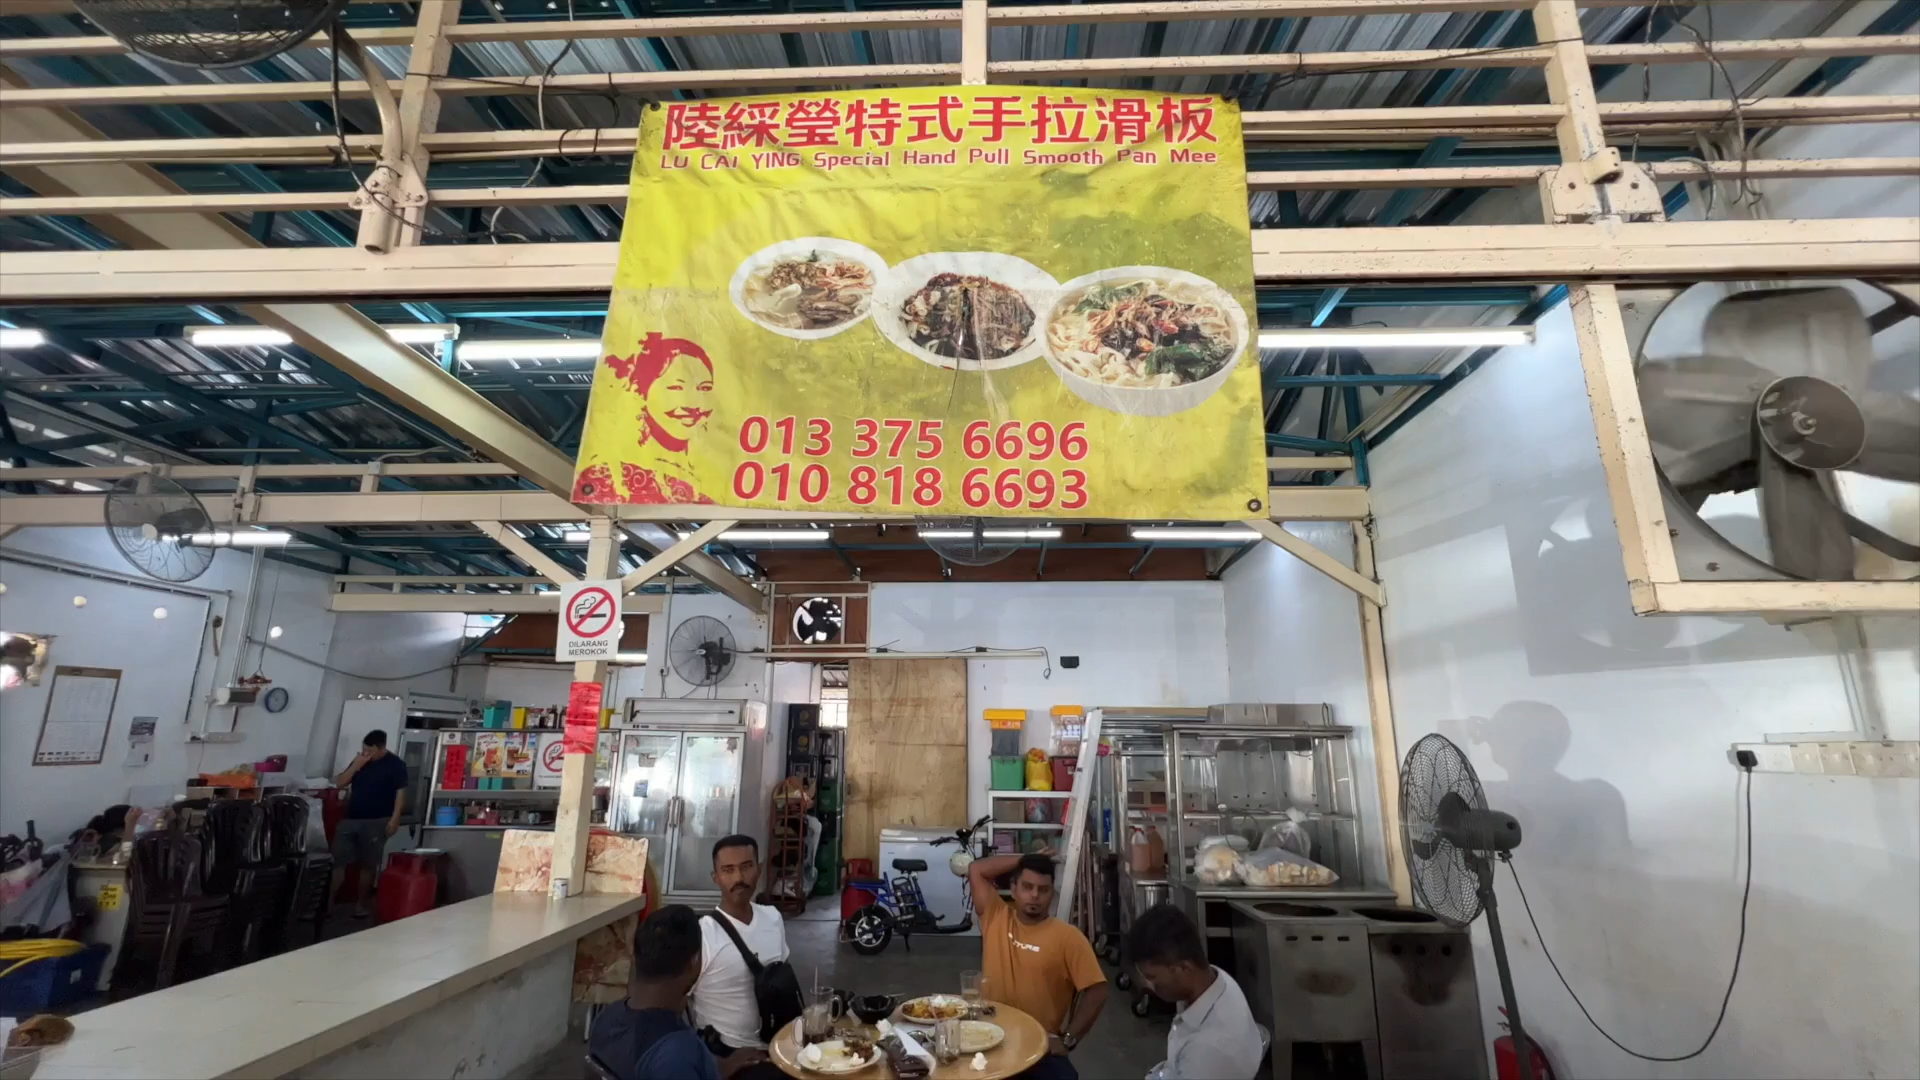 陸綵瑩特式手拉滑板
LU CAI YING Special Hand Pull Smooth Pan Mee
013 375 6696
010 818 6693
DILARANG
MEROKOK